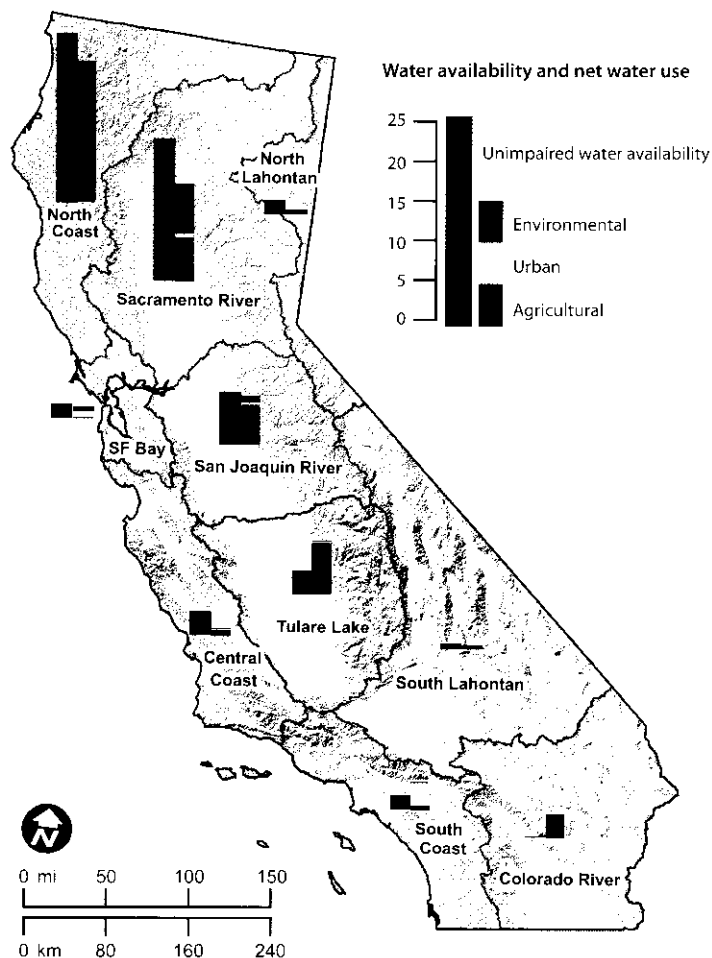 Water availability and net water use
25
20
15
10
5
0
Unimpaired water availability
Environmental
Urban
Agricultural
North
Coast
North
Lahontan
Sacramento River
SF Bay
San Joaquin River
Tulare Lake
Central
Coast
South Lahontan
South
Coast
Colorado River
N
0 mi 50 100 150
0 km 80 160 240